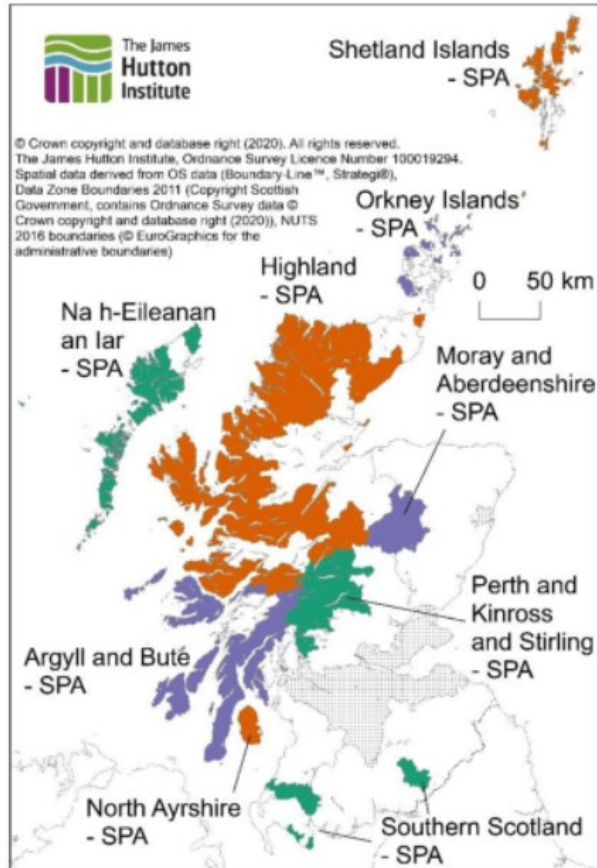 The James
Hutton
Institute
Shetland Islands
- SPA
© Crown copyright and database right (2020). All rights reserved.
The James Hutton Institute, Ordnance Survey Licence Number 100019294.
Spatial data derived from OS data (Boundary-Line™, Strategi®),
Data Zone Boundaries 2011 (Copyright Scottish
Government, contains Ordnance Survey data ©
Crown copyright and database right (2020)), NUTS
2016 boundaries (© EuroGraphics for the
administrative boundaries)
Orkney Islands
- SPA
Highland
- SPA
0 50 km
Na h-Eileanan
an Iar
- SPA
Moray and
Aberdeenshire
- SPA
Perth and
Kinross
and Stirling
- SPA
Argyll and Buté
- SPA
North Ayrshire
- SPA
Southern Scotland
- SPA